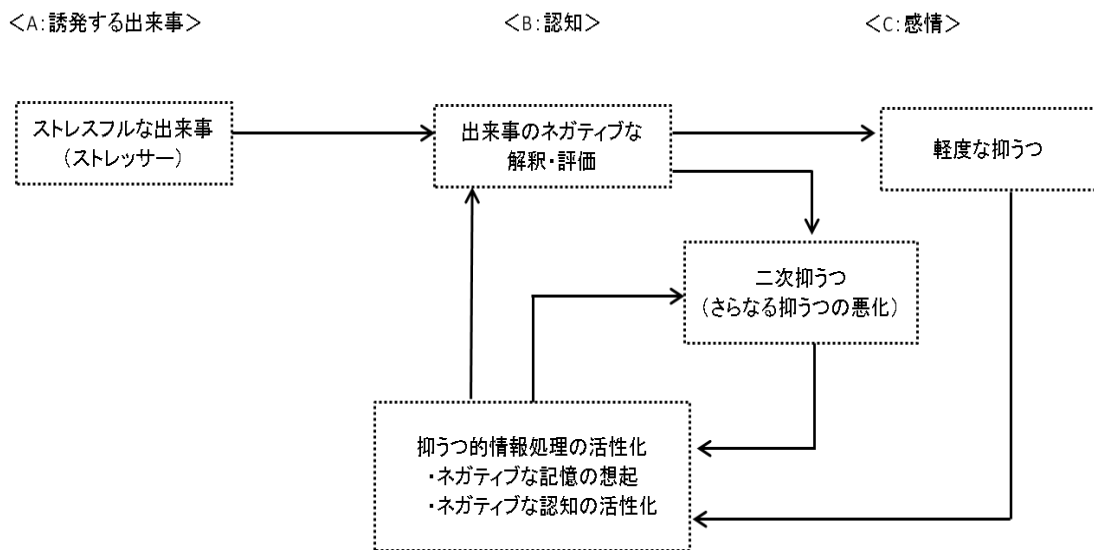 <A:誘発する出来事>
<B:認知>
<C:感情>
ストレスフルな出来事
(ストレッサー)
出来事のネガティブな
解釈・評価
軽度な抑うつ
二次抑うつ
(さらなる抑うつの悪化)
抑うつ的情報処理の活性化
・ネガティブな記憶の想起
・ネガティブな認知の活性化